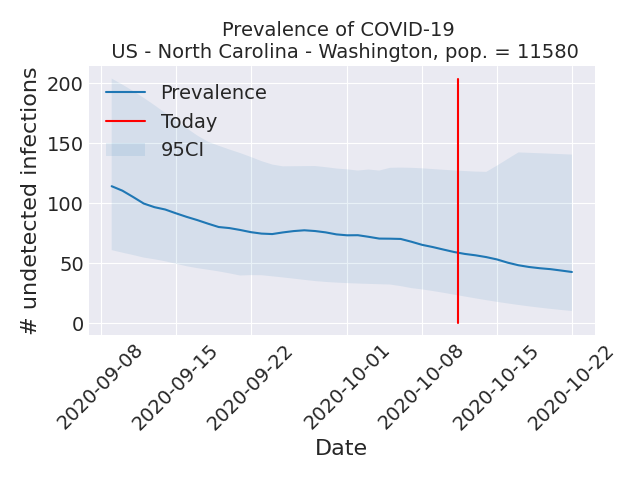 Prevalence of COVID-19
US - North Carolina - Washington, pop. = 11580
# undetected infections
200
150
100
50
0
Prevalence
Today
95CI
2020-09-08
2020-09-15
2020-09-22
2020-10-01
2020-10-08
2020-10-15
2020-10-22
Date